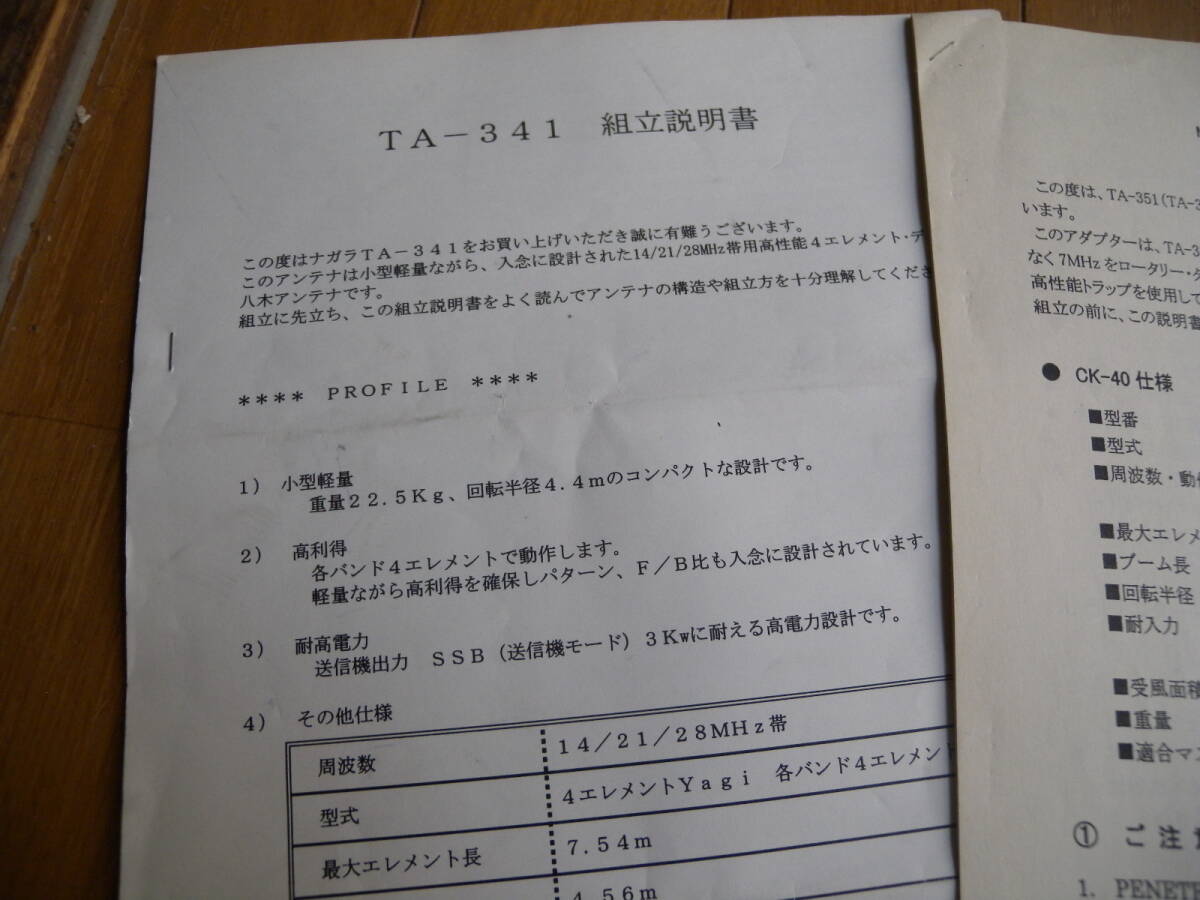 TA－341　組立説明書
この度はナガラTA－341をお買い上げいただき誠に有難うございます。
このアンテナは小型軽量ながら、入念に設計された14/21/28MHz帯用高性能4エレメント・デ
八木アンテナです。
組立に先立ち、この組立説明書をよく読んでアンテナの構造や組立方を十分理解してくださ
＊＊＊＊　PROFILE　＊＊＊＊
1)　小型軽量
重量22.5Kg、回転半径4.4mのコンパクトな設計です。
2)　高利得
各バンド4エレメントで動作します。
軽量ながら高利得を確保しパターン、F／B比も入念に設計されています。
3)　耐高電力
送信機出力　SSB（送信機モード）3Kwに耐える高電力設計です。
4)　その他仕様
周波数　14／21／28MHz帯
型式　4エレメントYagi　各バンド4エレメント
最大エレメント長　7.54m
4.56m
この度は、TA-351(TA-3
います。
このアダプターは、TA-3
なく7MHzをロータリー・ダ
高性能トラップを使用して
組立の前に、この説明書
● CK-40 仕様
■型番
■型式
■周波数・動作
■最大エレメ
■ブーム長
■回転半径
■耐入力
■受風面積
■重量
■適合マス
① ご 注 意
1. PENETR